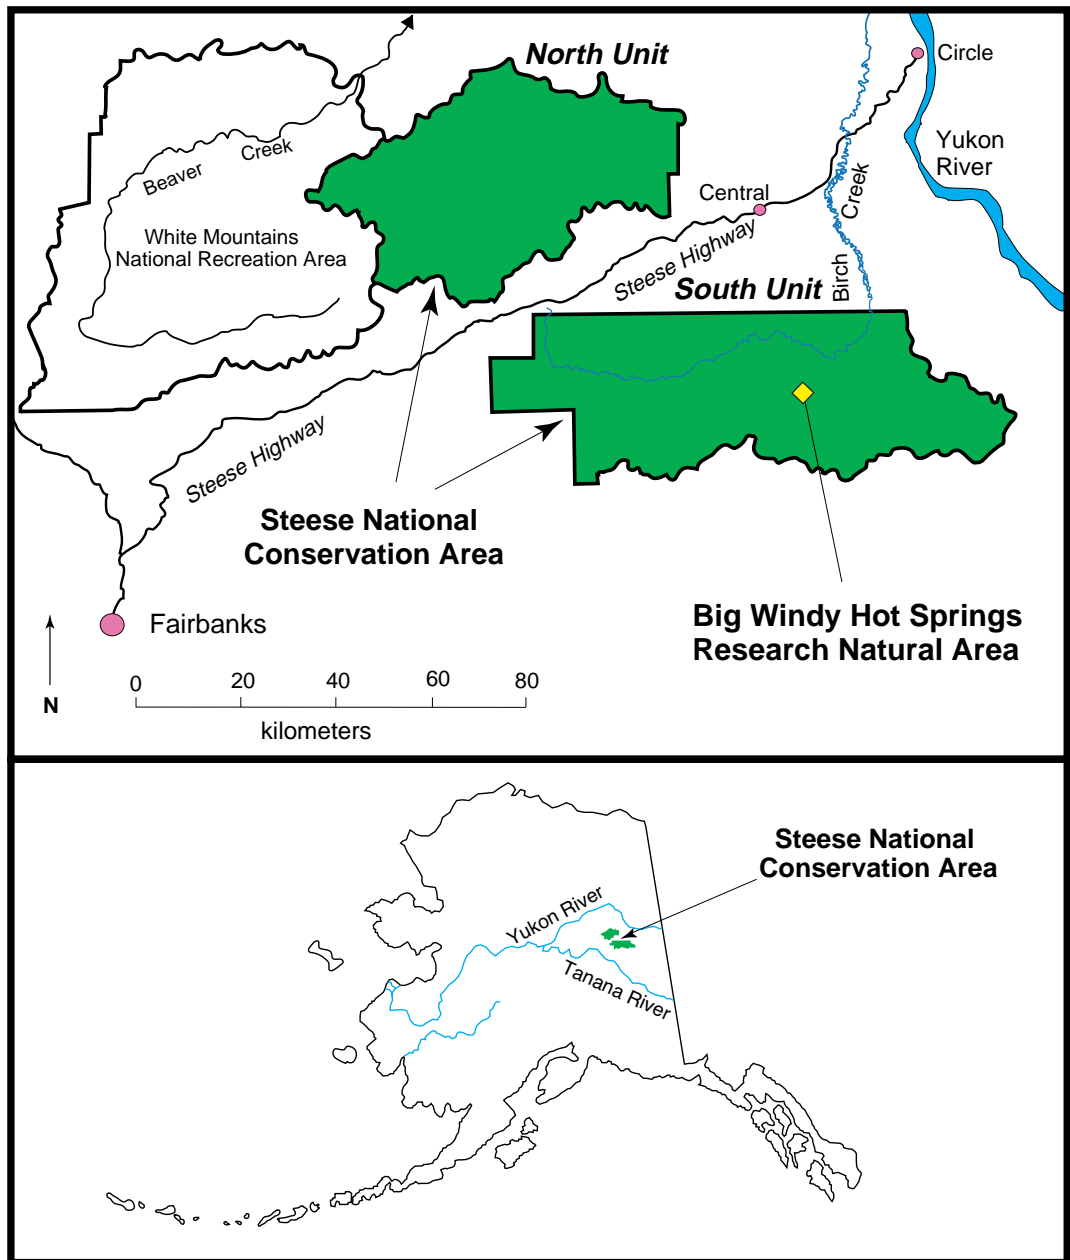 North Unit
Circle
Beaver
Creek
Yukon
River
Central
Creek
White Mountains
National Recreation Area
Steese Highway
Birch
South Unit
Steese Highway
Steese National
Conservation Area
Big Windy Hot Springs
Research Natural Area
Fairbanks
N
0 20 40 60 80
kilometers
Steese National
Conservation Area
Yukon River
Tanana River